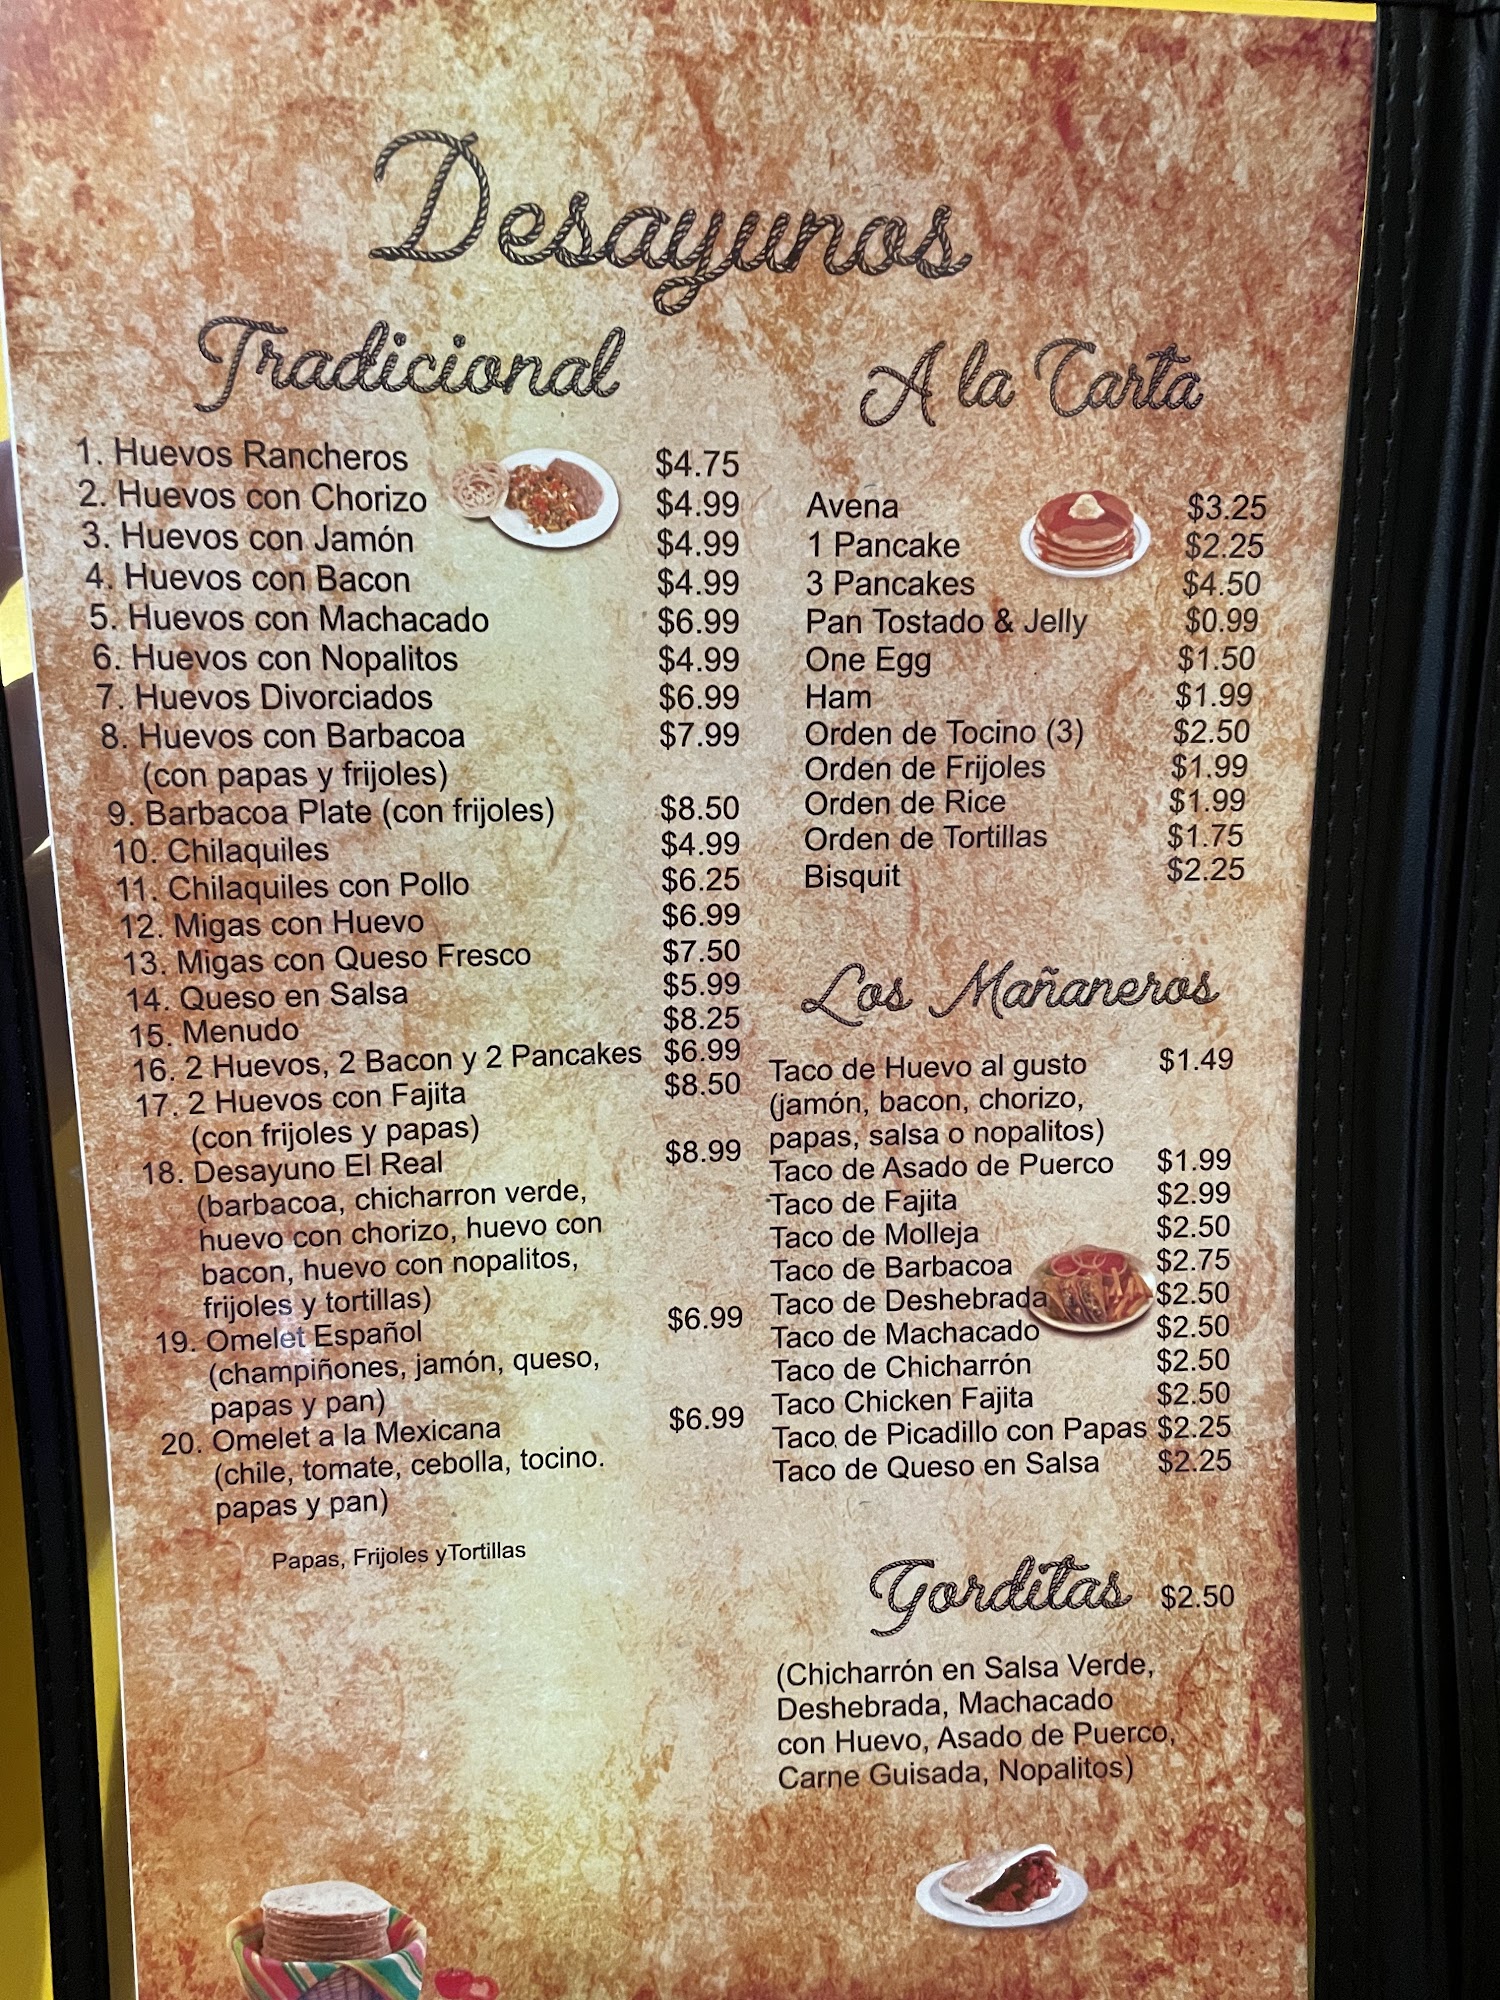 Desayunos
Tradicional
1. Huevos Rancheros $4.75
2. Huevos con Chorizo $4.99
3. Huevos con Jamón $4.99
4. Huevos con Bacon $4.99
5. Huevos con Machacado $6.99
6. Huevos con Nopalitos $4.99
7. Huevos Divorciados $6.99
8. Huevos con Barbacoa $7.99
(con papas y frijoles)
9. Barbacoa Plate (con frijoles) $8.50
10. Chilaquiles $4.99
11. Chilaquiles con Pollo $6.25
12. Migas con Huevo $6.99
13. Migas con Queso Fresco $7.50
14. Queso en Salsa $5.99
15. Menudo $8.25
16. 2 Huevos, 2 Bacon y 2 Pancakes $6.99
17. 2 Huevos con Fajita $8.50
(con frijoles y papas)
18. Desayuno El Real $8.99
(barbacoa, chicharron verde,
huevo con chorizo, huevo con
bacon, huevo con nopalitos,
frijoles y tortillas)
19. Omelet Español $6.99
(champiñones, jamón, queso,
papas y pan)
20. Omelet a la Mexicana $6.99
(chile, tomate, cebolla, tocino.
papas y pan)
Papas, Frijoles yTortillas
A la Carta
Avena $3.25
1 Pancake $2.25
3 Pancakes $4.50
Pan Tostado & Jelly $0.99
One Egg $1.50
Ham $1.99
Orden de Tocino (3) $2.50
Orden de Frijoles $1.99
Orden de Rice $1.99
Orden de Tortillas $1.75
Bisquit $2.25
Los Mañaneros
Taco de Huevo al gusto $1.49
(jamón, bacon, chorizo,
papas, salsa o nopalitos)
Taco de Asado de Puerco $1.99
Taco de Fajita $2.99
Taco de Molleja $2.50
Taco de Barbacoa $2.75
Taco de Deshebrada $2.50
Taco de Machacado $2.50
Taco de Chicharrón $2.50
Taco Chicken Fajita $2.50
Taco de Picadillo con Papas $2.25
Taco de Queso en Salsa $2.25
Gorditas $2.50
(Chicharrón en Salsa Verde,
Deshebrada, Machacado
con Huevo, Asado de Puerco,
Carne Guisada, Nopalitos)